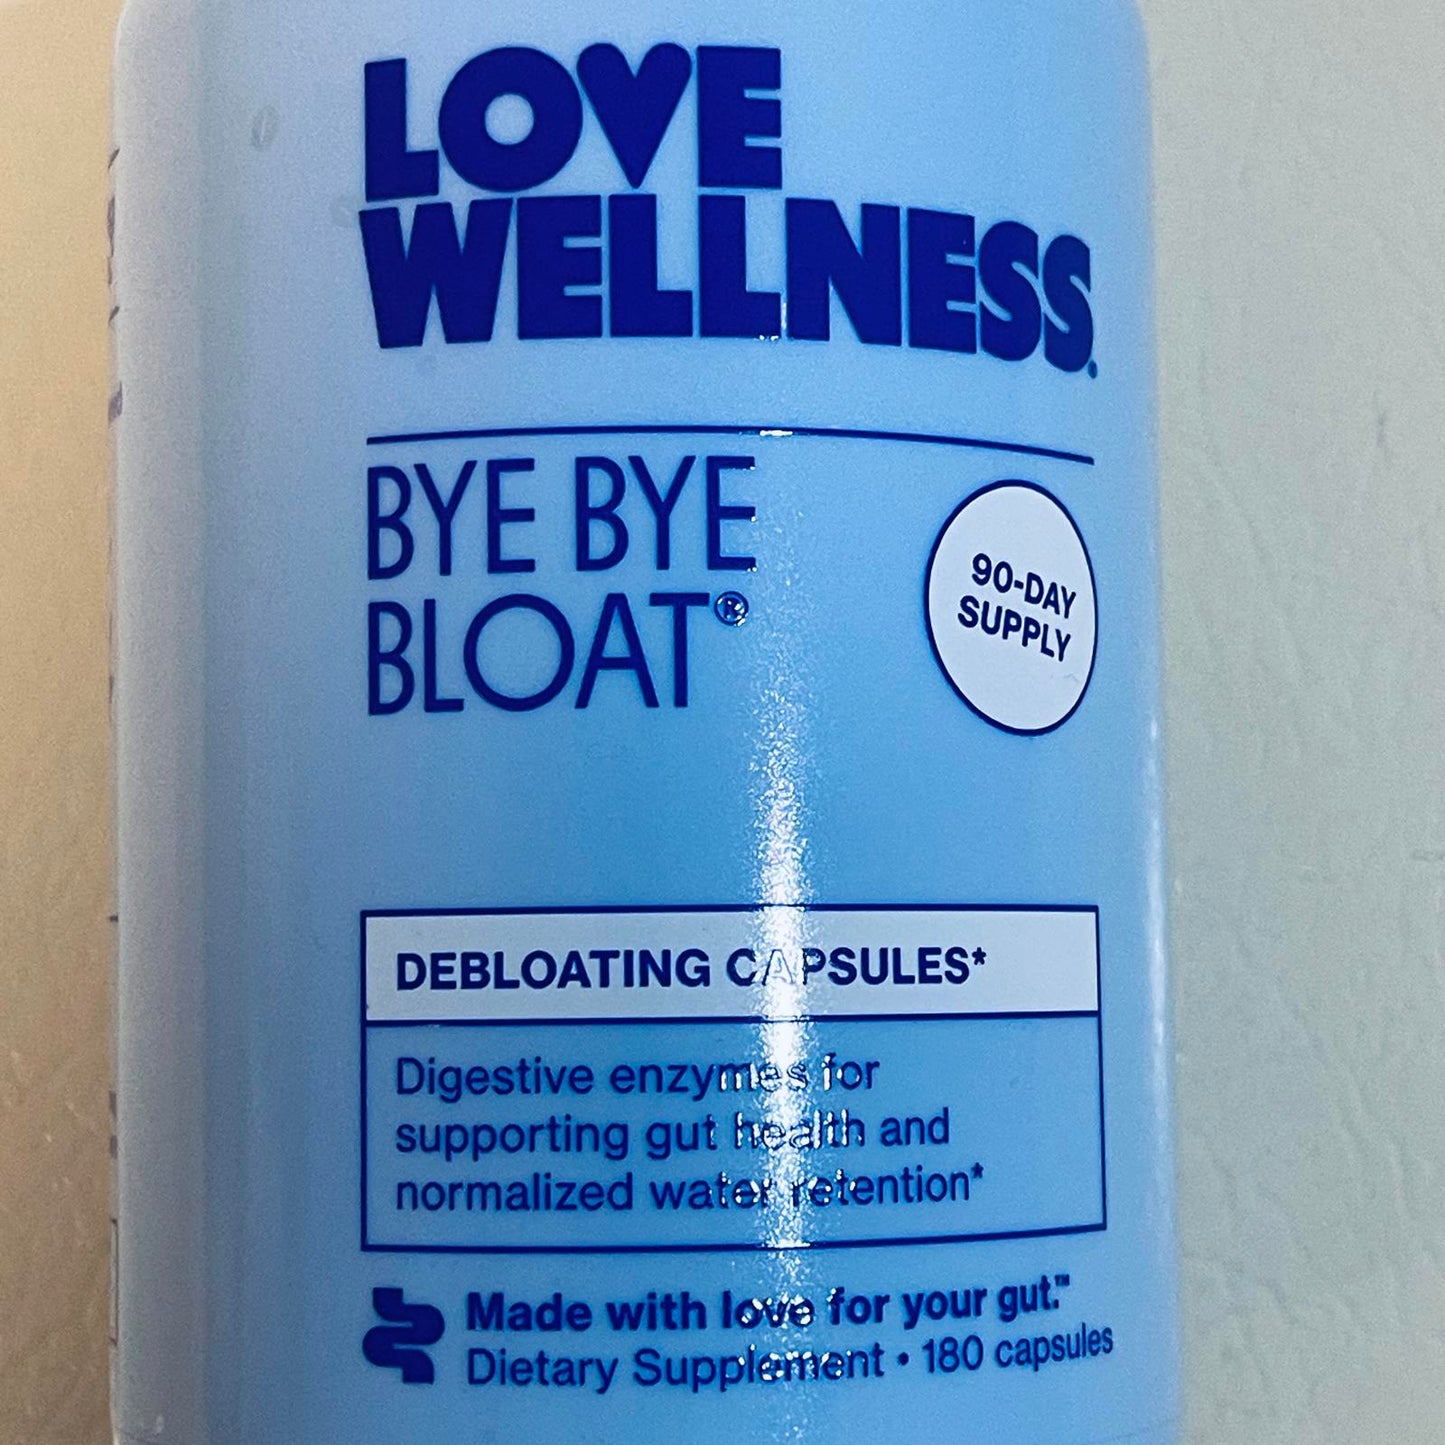 LOVE
WELLNESS.
BYE BYE
BLOAT®
90-DAY
SUPPLY
DEBLOATING CAPSULES*
Digestive enzymes for
supporting gut health and
normalized water retention*
Made with love for your gut.™
Dietary Supplement • 180 capsules